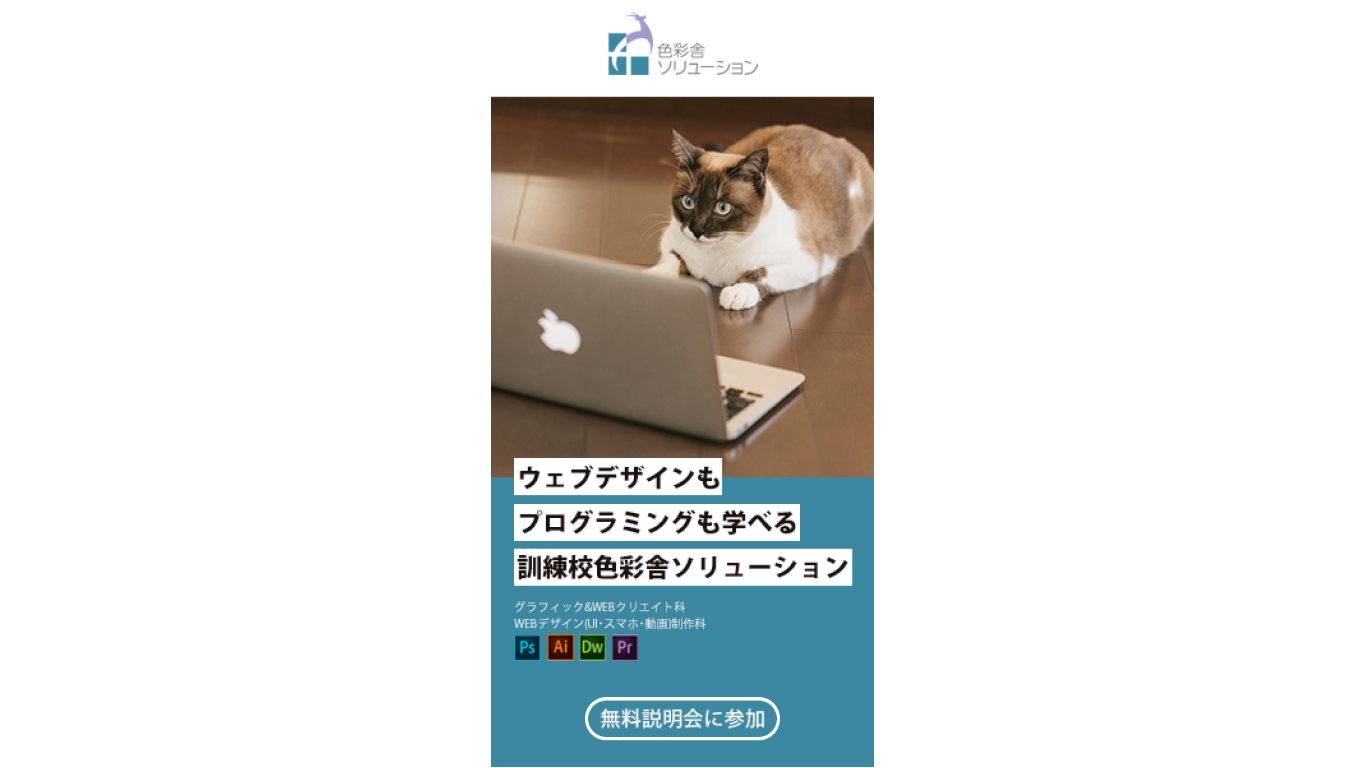 色彩舎
ソリューション
ウェブデザインも
プログラミングも学べる
訓練校色彩舎ソリューション
グラフィック&WEBクリエイト科
WEBデザイン(UI・スマホ・動画)制作科
Ps Ai Dw Pr
無料説明会に参加